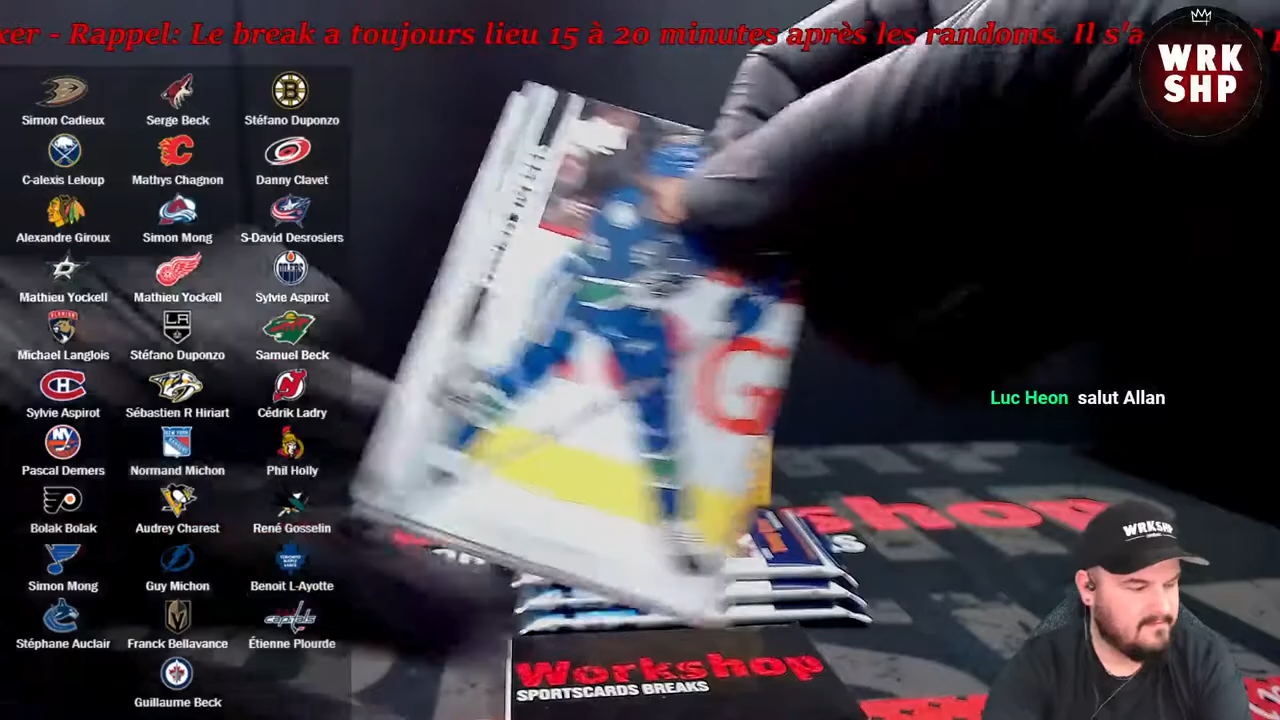 xer - Rappel: Le break a toujours lieu 15 à 20 minutes après les randoms. Il s'a
WRK
SHP
Simon Cadieux
Serge Beck
Stéfano Duponzo
C-alexis Leloup
Mathys Chagnon
Danny Clavet
Alexandre Giroux
Simon Mong
S-David Desrosiers
Mathieu Yockell
Mathieu Yockell
Sylvie Aspirot
Michael Langlois
Stéfano Duponzo
Samuel Beck
Sylvie Aspirot
Sébastien R Hiriart
Cédrik Ladry
Pascal Demers
Normand Michon
Phil Holly
Bolak Bolak
Audrey Charest
René Gosselin
Simon Mong
Guy Michon
Benoit L-Ayotte
Stéphane Auclair
Franck Bellavance
Étienne Plourde
Guillaume Beck
Luc Heon salut Allan
G
shop
WRKSHP
Workshop
SPORTSCARDS BREAKS